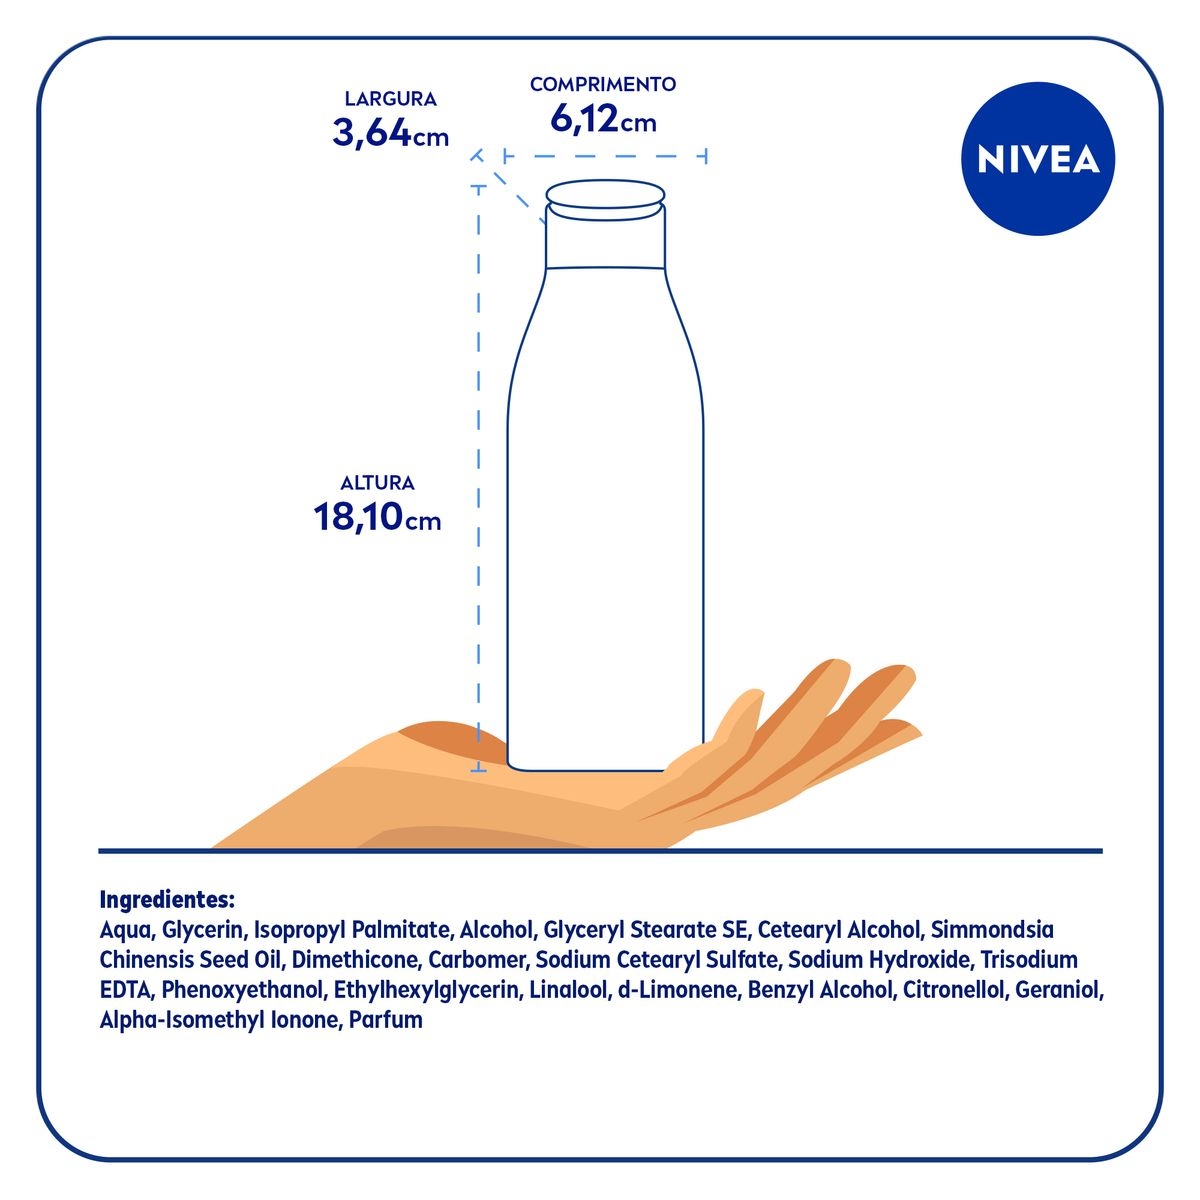 LARGURA
3,64cm
COMPRIMENTO
6,12cm
NIVEA
ALTURA
18,10cm
Ingredientes:
Aqua, Glycerin, Isopropyl Palmitate, Alcohol, Glyceryl Stearate SE, Cetearyl Alcohol, Simmondsia
Chinensis Seed Oil, Dimethicone, Carbomer, Sodium Cetearyl Sulfate, Sodium Hydroxide, Trisodium
EDTA, Phenoxyethanol, Ethylhexylglycerin, Linalool, d-Limonene, Benzyl Alcohol, Citronellol, Geraniol,
Alpha-Isomethyl Ionone, Parfum